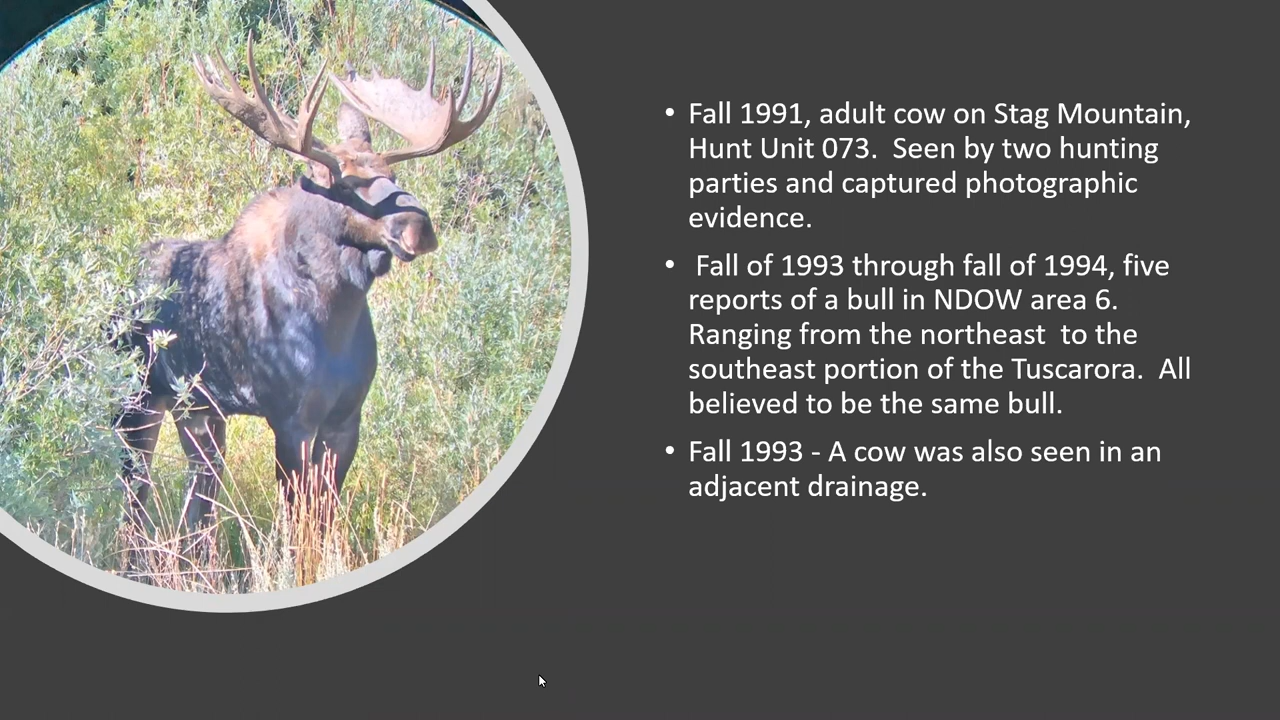 • Fall 1991, adult cow on Stag Mountain,
Hunt Unit 073.  Seen by two hunting
parties and captured photographic
evidence.
•  Fall of 1993 through fall of 1994, five
reports of a bull in NDOW area 6.
Ranging from the northeast  to the
southeast portion of the Tuscarora.  All
believed to be the same bull.
• Fall 1993 - A cow was also seen in an
adjacent drainage.